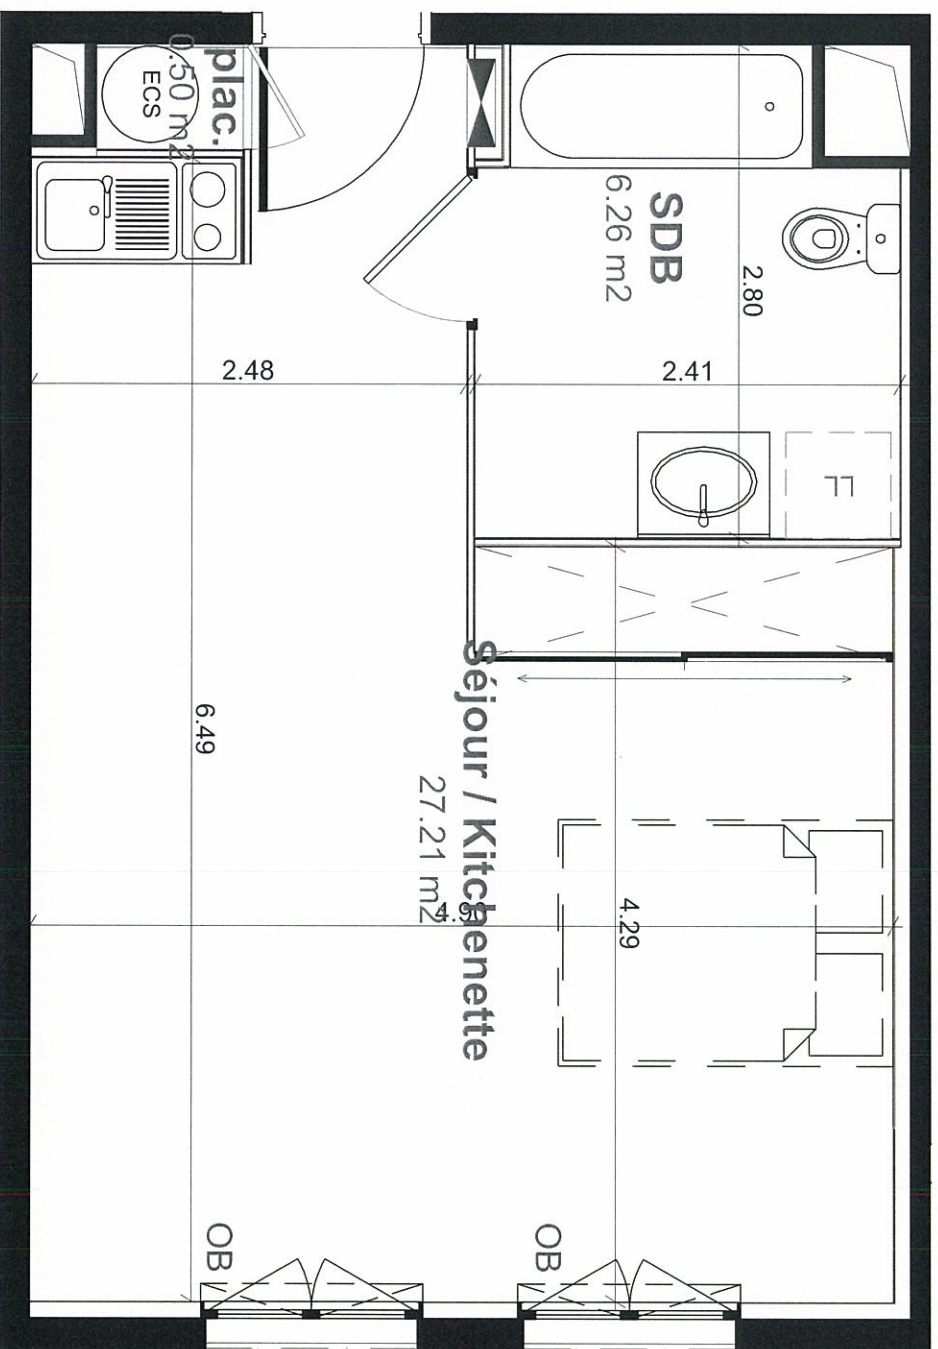 plac.
0.50 m2
ECS
SDB
6.26 m2
2.80
2.48
2.41
LL
6.49
Séjour / Kitchenette
27.21 m2
4.29
OB
OB